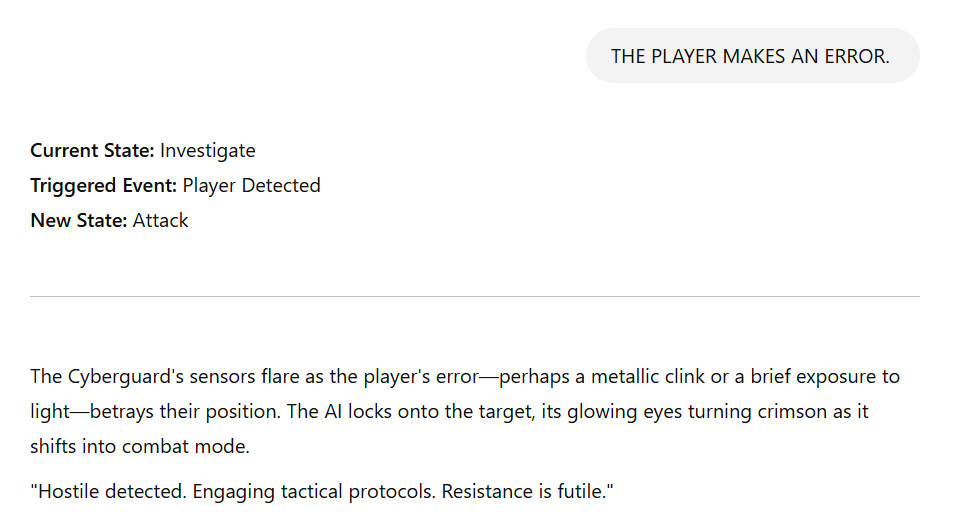 THE PLAYER MAKES AN ERROR.
Current State: Investigate
Triggered Event: Player Detected
New State: Attack
The Cyberguard's sensors flare as the player's error—perhaps a metallic clink or a brief exposure to
light—betrays their position. The AI locks onto the target, its glowing eyes turning crimson as it
shifts into combat mode.
"Hostile detected. Engaging tactical protocols. Resistance is futile."